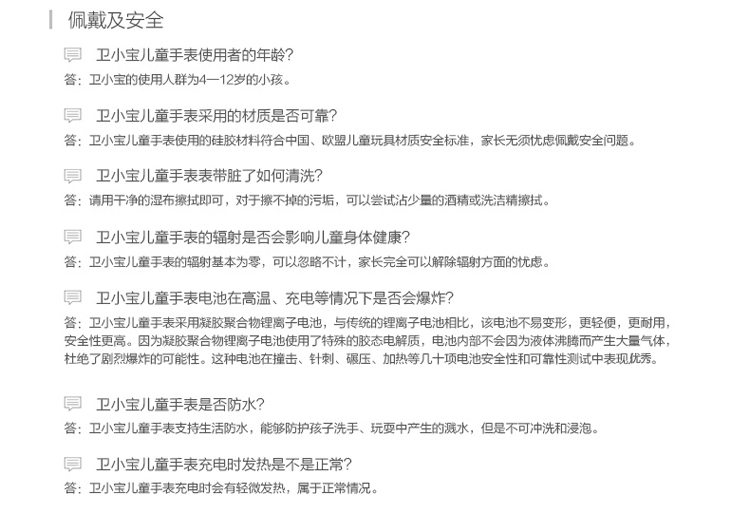 佩戴及安全
卫小宝儿童手表使用者的年龄？
答：卫小宝的使用人群为4—12岁的小孩。
卫小宝儿童手表采用的材质是否可靠？
答：卫小宝儿童手表使用的硅胶材料符合中国、欧盟儿童玩具材质安全标准，家长无须忧虑佩戴安全问题。
卫小宝儿童手表表带脏了如何清洗？
答：请用干净的湿布擦拭即可，对于擦不掉的污垢，可以尝试沾少量的酒精或洗洁精擦拭。
卫小宝儿童手表的辐射是否会影响儿童身体健康？
答：卫小宝儿童手表的辐射基本为零，可以忽略不计，家长完全可以解除辐射方面的忧虑。
卫小宝儿童手表电池在高温、充电等情况下是否会爆炸？
答：卫小宝儿童手表采用凝胶聚合物锂离子电池，与传统的锂离子电池相比，该电池不易变形，更轻便，更耐用，
安全性更高。因为凝胶聚合物锂离子电池使用了特殊的胶态电解质，电池内部不会因为液体沸腾而产生大量气体，
杜绝了剧烈爆炸的可能性。这种电池在撞击、针刺、碾压、加热等几十项电池安全性和可靠性测试中表现优秀。
卫小宝儿童手表是否防水？
答：卫小宝儿童手表支持生活防水，能够防护孩子洗手、玩耍中产生的溅水，但是不可冲洗和浸泡。
卫小宝儿童手表充电时发热是不是正常？
答：卫小宝儿童手表充电时会有轻微发热，属于正常情况。